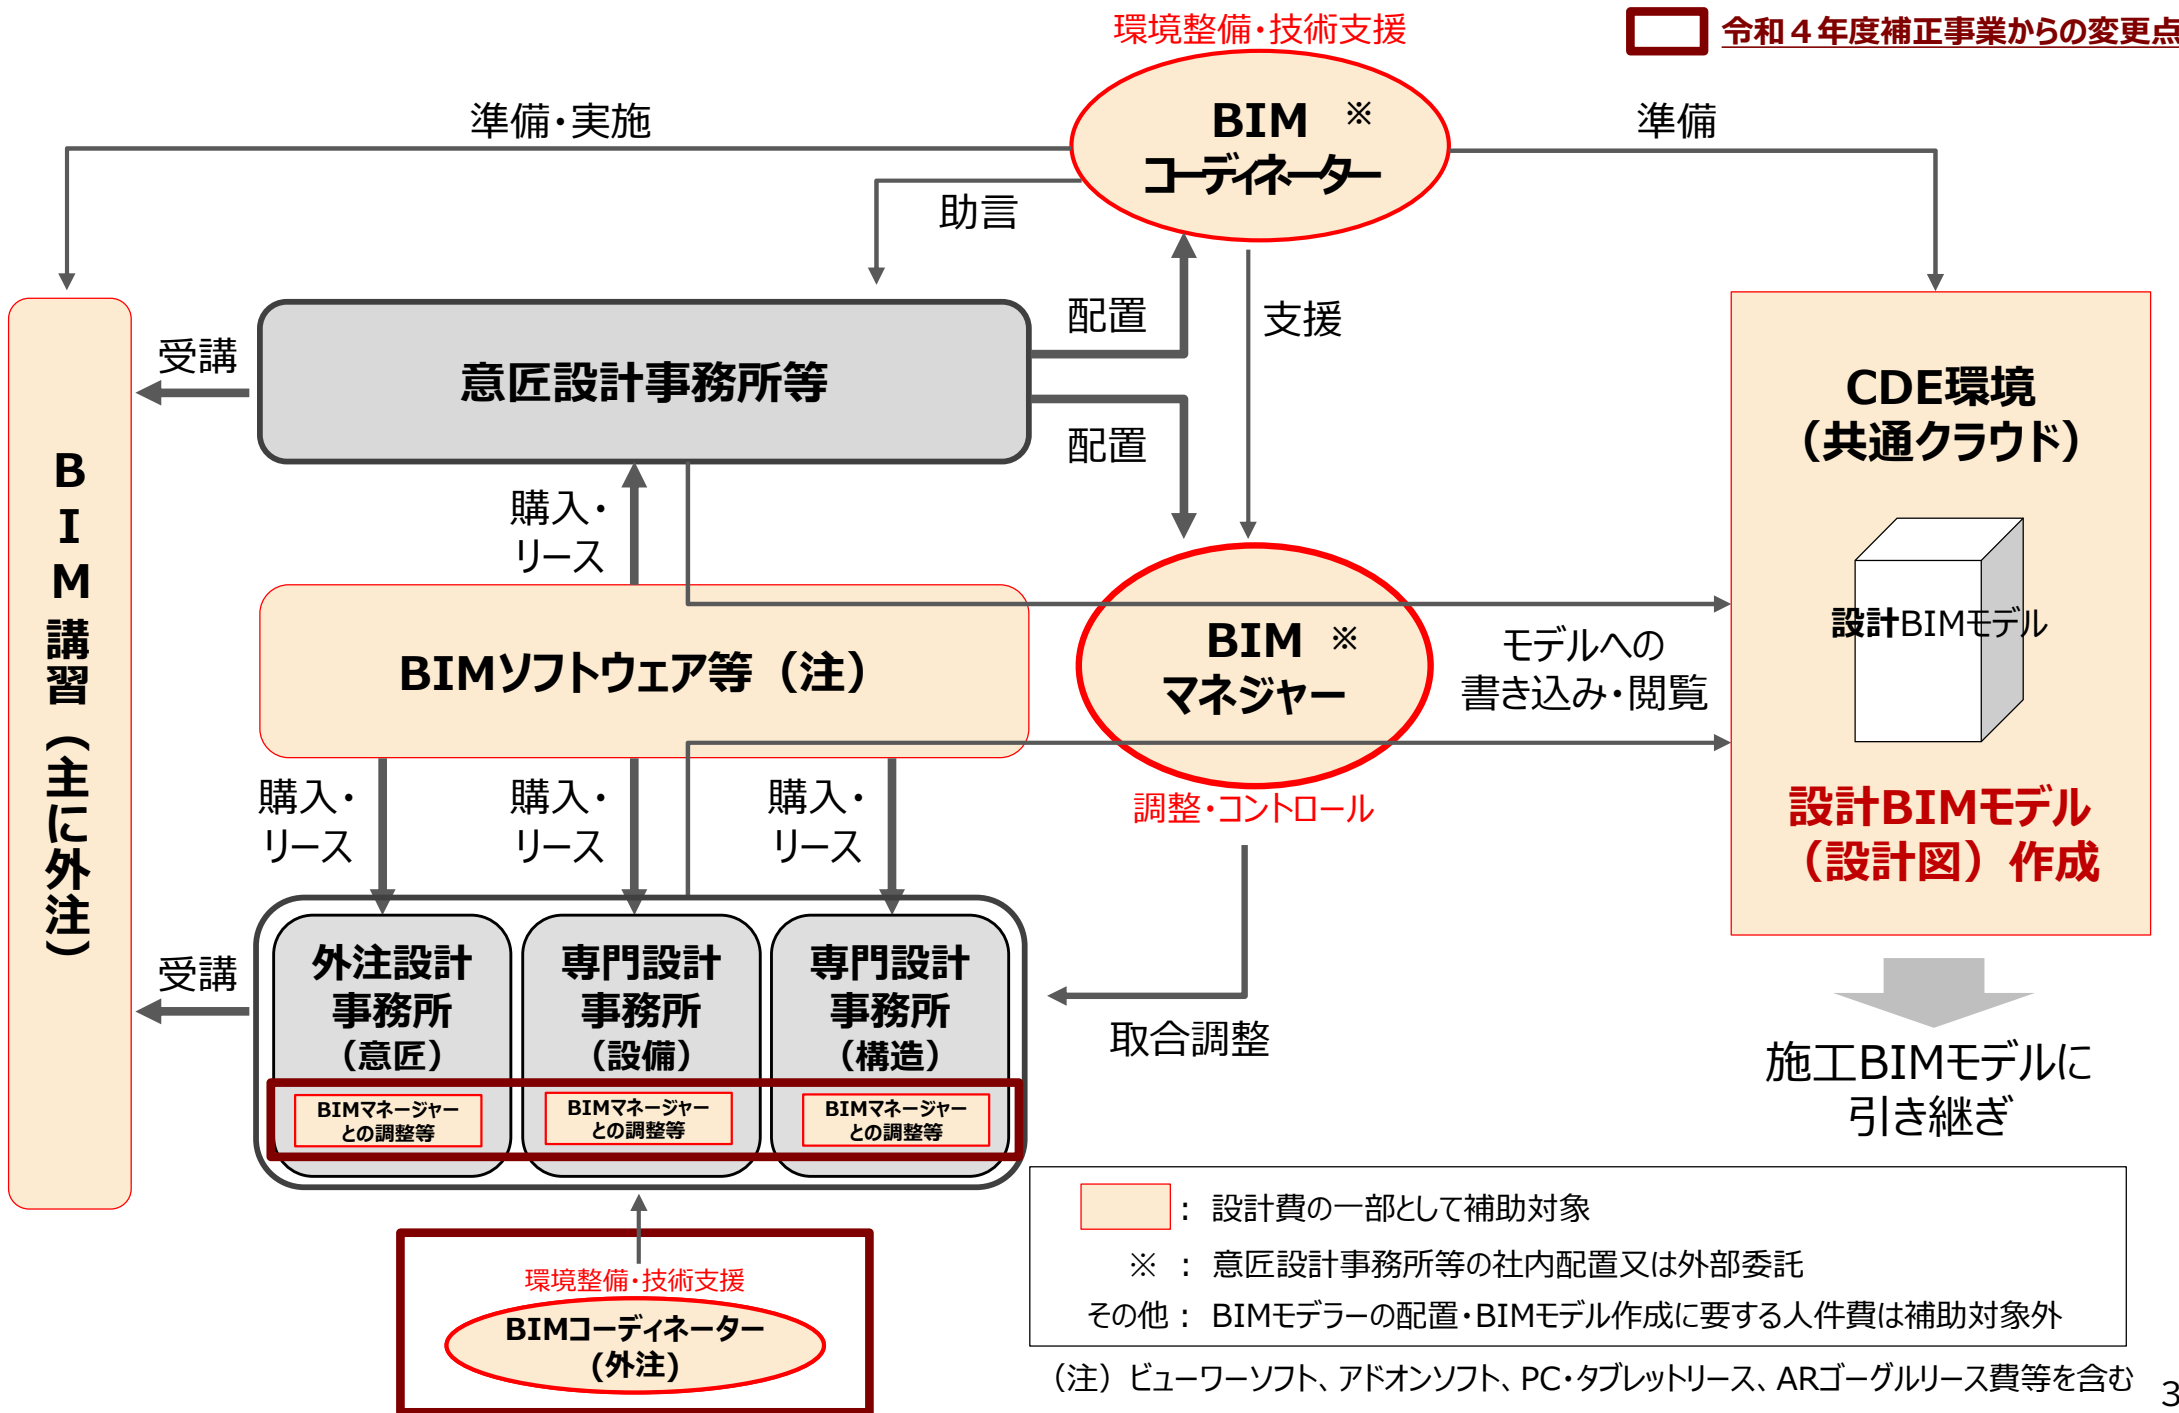 環境整備・技術支援
令和４年度補正事業からの変更点
BIM ※
コーディネーター
準備・実施
準備
助言
配置
支援
受講
意匠設計事務所等
配置
CDE環境
（共通クラウド）
BIM講習（主に外注）
購入・
リース
設計BIMモデル
BIMソフトウェア等（注）
BIM ※
マネジャー
モデルへの
書き込み・閲覧
購入・
リース
購入・
リース
購入・
リース
調整・コントロール
設計BIMモデル
（設計図）作成
受講
外注設計
事務所
（意匠）
BIMマネージャー
との調整等
専門設計
事務所
（設備）
BIMマネージャー
との調整等
専門設計
事務所
（構造）
BIMマネージャー
との調整等
取合調整
施工BIMモデルに
引き継ぎ
環境整備・技術支援
BIMコーディネーター
(外注)
： 設計費の一部として補助対象
※ ： 意匠設計事務所等の社内配置又は外部委託
その他： BIMモデラーの配置・BIMモデル作成に要する人件費は補助対象外
（注）ビューワーソフト、アドオンソフト、PC・タブレットリース、ARゴーグルリース費等を含む
3